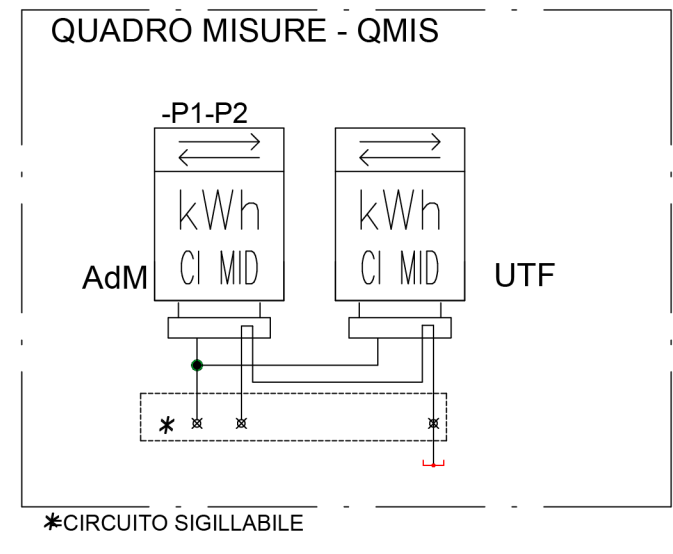 QUADRO MISURE - QMIS
-P1-P2
kWh
CI MID
kWh
CI MID
AdM
UTF
*
*CIRCUITO SIGILLABILE